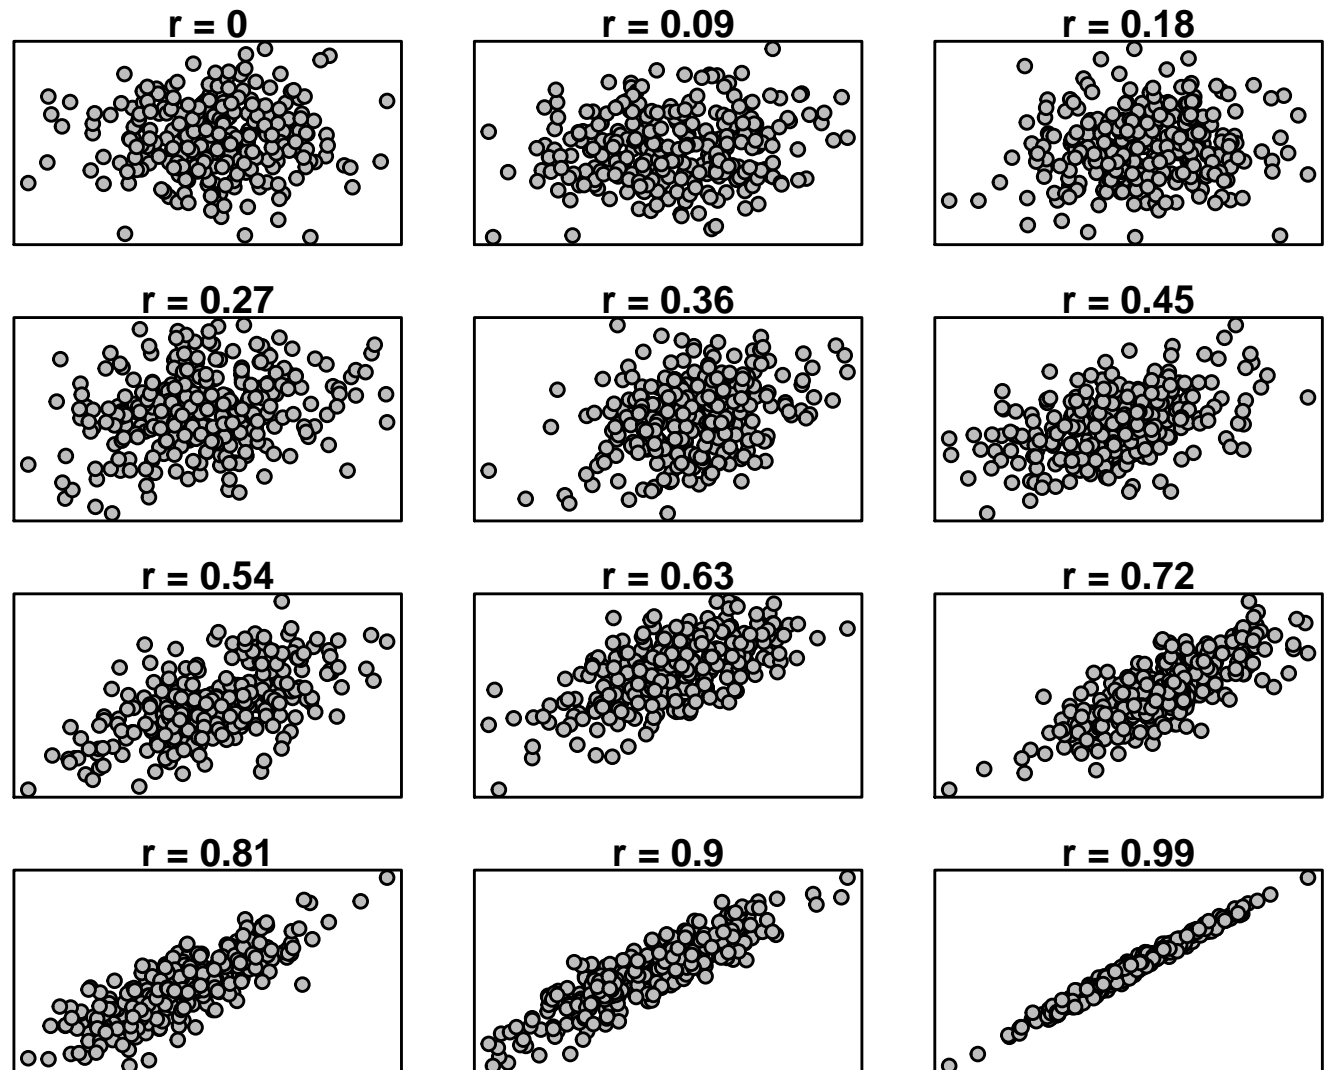 r = 0
r = 0.09
r = 0.18
r = 0.27
r = 0.36
r = 0.45
r = 0.54
r = 0.63
r = 0.72
r = 0.81
r = 0.9
r = 0.99